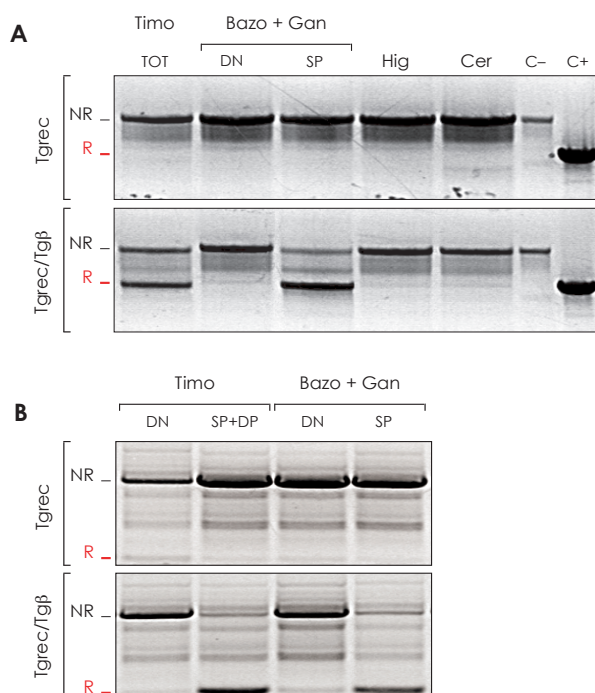 A
Timo
Bazo + Gan
TOT
DN
SP
Hig
Cer
C–
C+
Tgrec
NR
R
Tgrec/Tgβ
NR
R
B
Timo
Bazo + Gan
DN
SP+DP
DN
SP
Tgrec
NR
R
Tgrec/Tgβ
NR
R